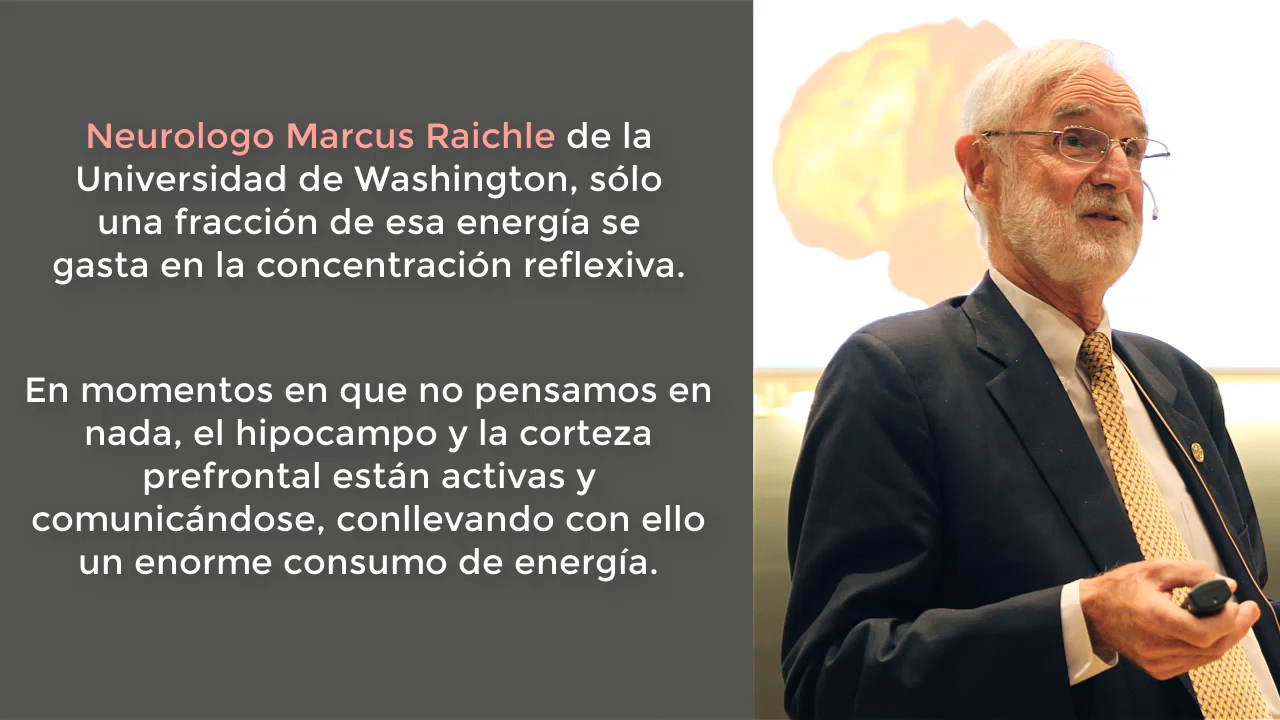 Neurologo Marcus Raichle de la
Universidad de Washington, sólo
una fracción de esa energía se
gasta en la concentración reflexiva.
En momentos en que no pensamos en
nada, el hipocampo y la corteza
prefrontal están activas y
comunicándose, conllevando con ello
un enorme consumo de energía.